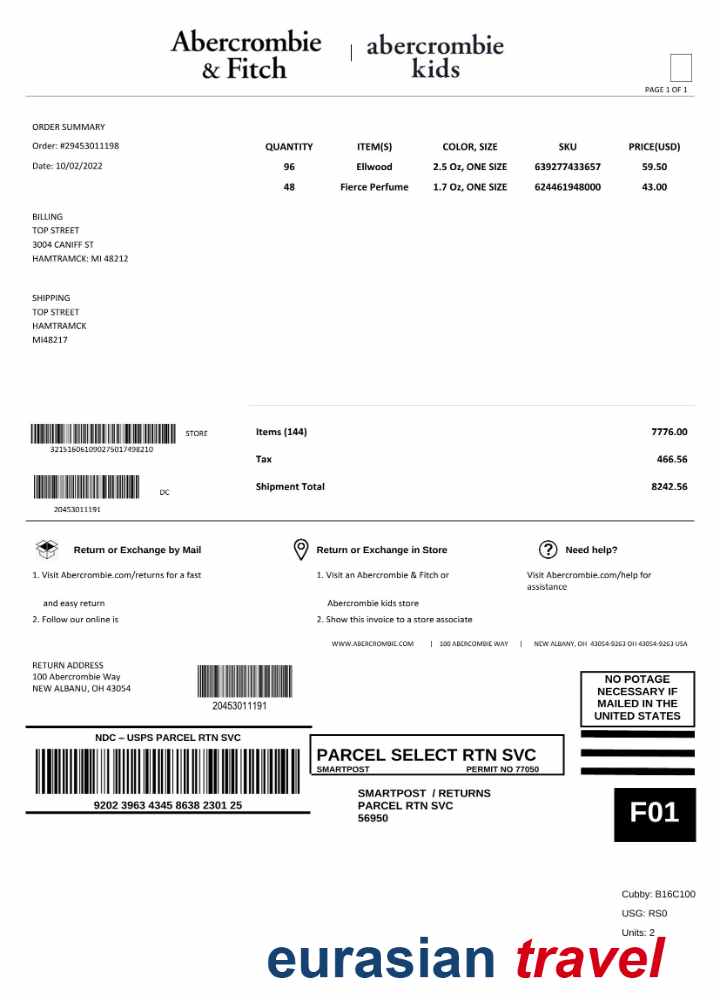 Abercrombie & Fitch | abercrombie kids
PAGE 1 OF 1
ORDER SUMMARY
Order: #29453011198
Date: 10/02/2022
QUANTITY ITEM(S) COLOR, SIZE SKU PRICE(USD)
96 Ellwood 2.5 Oz, ONE SIZE 639277433657 59.50
48 Fierce Perfume 1.7 Oz, ONE SIZE 624461948000 43.00
BILLING
TOP STREET
3004 CANIFF ST
HAMTRAMCK: MI 48212
SHIPPING
TOP STREET
HAMTRAMCK
MI48217
STORE
321516061090275017498210
DC
20453011191
Items (144) 7776.00
Tax 466.56
Shipment Total 8242.56
Return or Exchange by Mail
1. Visit Abercrombie.com/returns for a fast
and easy return
2. Follow our online is
Return or Exchange in Store
1. Visit an Abercrombie & Fitch or
Abercrombie kids store
2. Show this invoice to a store associate
Need help?
Visit Abercrombie.com/help for
assistance
WWW.ABERCROMBIE.COM | 100 ABERCOMBIE WAY | NEW ALBANY, OH 43054-9263 OH 43054-9263 USA
RETURN ADDRESS
100 Abercrombie Way
NEW ALBANU, OH 43054
20453011191
NO POTAGE
NECESSARY IF
MAILED IN THE
UNITED STATES
NDC – USPS PARCEL RTN SVC
9202 3963 4345 8638 2301 25
PARCEL SELECT RTN SVC
SMARTPOST PERMIT NO 77050
SMARTPOST / RETURNS
PARCEL RTN SVC
56950
F01
Cubby: B16C100
USG: RS0
Units: 2
eurasian travel